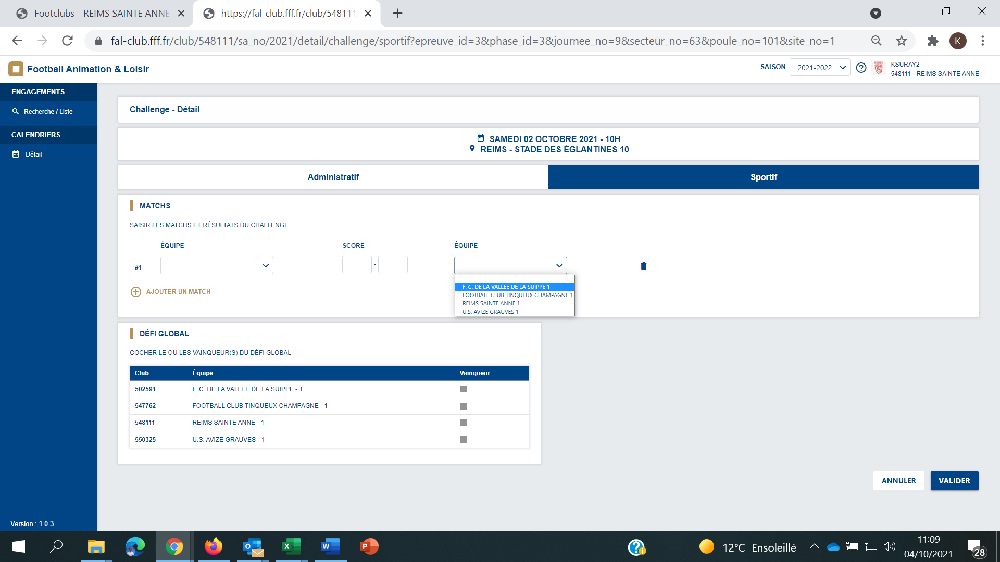 Footclubs - REIMS SAINTE ANNE
https://fal-club.fff.fr/club/548111
fal-club.fff.fr/club/548111/sa_no/2021/detail/challenge/sportif?epreuve_id=3&phase_id=3&journee_no=9&secteur_no=63&poule_no=101&site_no=1
K
Football Animation & Loisir
SAISON
2021-2022
KSURAY2
548111 - REIMS SAINTE ANNE
ENGAGEMENTS
Recherche / Liste
CALENDRIERS
Détail
Challenge - Détail
SAMEDI 02 OCTOBRE 2021 - 10H
REIMS - STADE DES ÉGLANTINES 10
Administratif
Sportif
MATCHS
SAISIR LES MATCHS ET RÉSULTATS DU CHALLENGE
ÉQUIPE SCORE ÉQUIPE
#1 -
F. C. DE LA VALLEE DE LA SUIPPE 1
FOOTBALL CLUB TINQUEUX CHAMPAGNE 1
REIMS SAINTE ANNE 1
U.S. AVIZE GRAUVES 1
AJOUTER UN MATCH
DÉFI GLOBAL
COCHER LE OU LES VAINQUEUR(S) DU DÉFI GLOBAL
Club Équipe Vainqueur
502591 F. C. DE LA VALLEE DE LA SUIPPE - 1
547762 FOOTBALL CLUB TINQUEUX CHAMPAGNE - 1
548111 REIMS SAINTE ANNE - 1
550325 U.S. AVIZE GRAUVES - 1
ANNULER
VALIDER
Version : 1.0.3
12°C Ensoleillé
11:09
04/10/2021
28